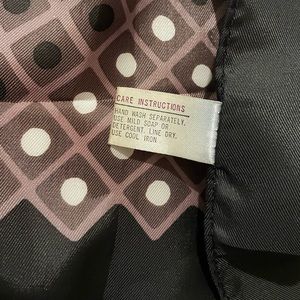 CARE INSTRUCTIONS
HAND WASH SEPARATELY.
USE MILD SOAP OR
DETERGENT. LINE DRY.
USE COOL IRON